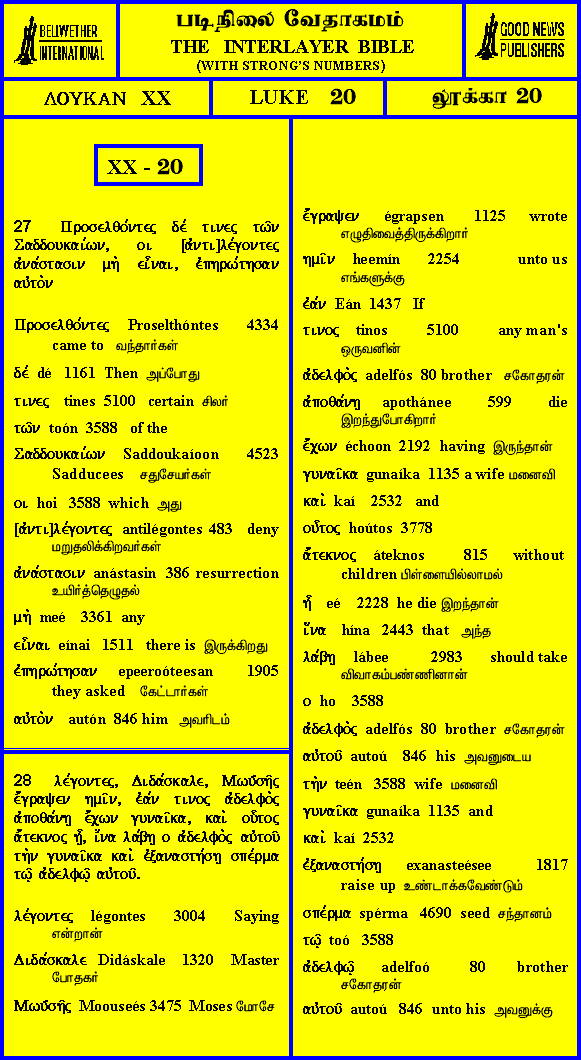 BELLWETHER
INTERNATIONAL
படிநிலை வேதாகமம்
THE INTERLAYER BIBLE
(WITH STRONG'S NUMBERS)
GOOD NEWS
PUBLISHERS
ΛΟΥΚΑΝ XX
LUKE 20
லூக்கா 20
XX - 20
27 Προσελθόντες δέ τινες τῶν
Σαδδουκαίων, οι [ἀντι]λέγοντες
ἀνάστασιν μὴ εἶναι, ἐπηρώτησαν
αὐτὸν
Προσελθόντες Proselthóntes 4334
came to வந்தார்கள்
δέ dé 1161 Then அப்போது
τινες tines 5100 certain சிலர்
τῶν toón 3588 of the
Σαδδουκαίων Saddoukaíoon 4523
Sadducees சதுசேயர்கள்
οι hoi 3588 which அது
[ἀντι]λέγοντες antilégontes 483 deny
மறுதலிக்கிறவர்கள்
ἀνάστασιν anástasin 386 resurrection
உயிர்த்தெழுதல்
μὴ meé 3361 any
εἶναι eínai 1511 there is இருக்கிறது
ἐπηρώτησαν epeeroóteesan 1905
they asked கேட்டார்கள்
αὐτὸν autón 846 him அவரிடம்
28 λέγοντες, Διδάσκαλε, Μωϋσῆς
ἔγραψεν ημῖν, ἐάν τινος ἀδελφὸς
ἀποθάνῃ ἔχων γυναῖκα, καὶ οὗτος
ἄτεκνος ᾖ, ἵνα λάβῃ ο ἀδελφὸς αὐτοῦ
τὴν γυναῖκα καὶ ἐξαναστήσῃ σπέρμα
τῷ ἀδελφῷ αὐτοῦ.
λέγοντες légontes 3004 Saying
என்றான்
Διδάσκαλε Didáskale 1320 Master
போதகர்
Μωϋσῆς Moouseés 3475 Moses மோசே
ἔγραψεν égrapsen 1125 wrote
எழுதிவைத்திருக்கிறார்
ημῖν heemín 2254 unto us
எங்களுக்கு
ἐάν Eán 1437 If
τινος tinos 5100 any man's
ஒருவனின்
ἀδελφὸς adelfós 80 brother சகோதரன்
ἀποθάνῃ apothánee 599 die
இறந்துபோகிறார்
ἔχων échoon 2192 having இருந்தான்
γυναῖκα gunaíka 1135 a wife மனைவி
καὶ kaí 2532 and
οὗτος hoútos 3778
ἄτεκνος áteknos 815 without
children பிள்ளையில்லாமல்
ᾖ eé 2228 he die இறந்தான்
ἵνα hína 2443 that அந்த
λάβῃ lábee 2983 should take
விவாகம்பண்ணினான்
ο ho 3588
ἀδελφὸς adelfós 80 brother சகோதரன்
αὐτοῦ autoú 846 his அவனுடைய
τὴν teén 3588 wife மனைவி
γυναῖκα gunaíka 1135 and
καὶ kaí 2532
ἐξαναστήσῃ exanasteésee 1817
raise up உண்டாக்கவேண்டும்
σπέρμα spérma 4690 seed சந்தானம்
τῷ toó 3588
ἀδελφῷ adelfoó 80 brother
சகோதரன்
αὐτοῦ autoú 846 unto his அவனுக்கு